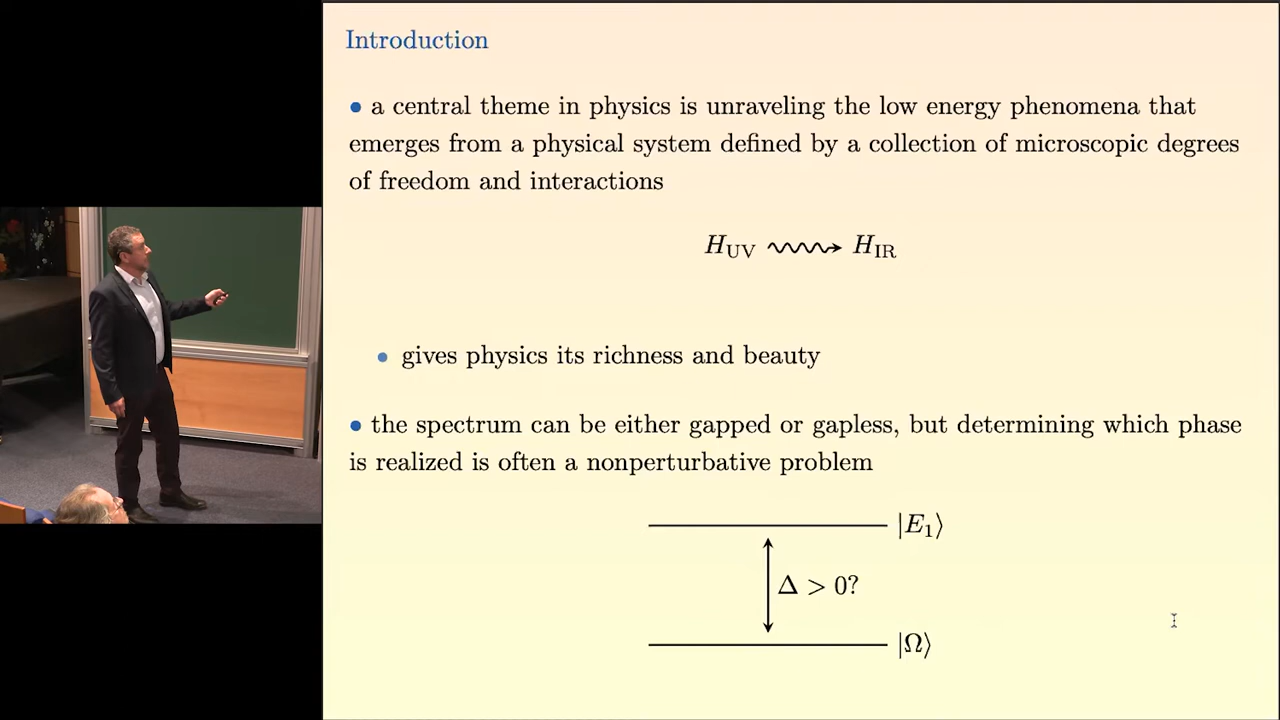 Introduction
• a central theme in physics is unraveling the low energy phenomena that
emerges from a physical system defined by a collection of microscopic degrees
of freedom and interactions
H_UV ⇝ H_IR
• gives physics its richness and beauty
• the spectrum can be either gapped or gapless, but determining which phase
is realized is often a nonperturbative problem
|E₁⟩
Δ > 0?
|Ω⟩